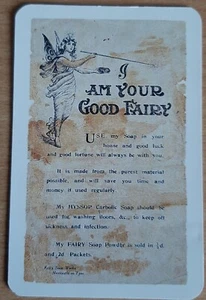 I
AM YOUR
GOOD FAIRY
USE my Soap in your
house and good luck
and good fortune will always be with you.
It is made from the purest material
possible, and will save you time and
money if used regularly.
My HYSSOP Carbolic Soap should be
used for washing floors, &c., to keep off
sickness and infection.
My FAIRY Soap Powder is sold in 1d.
and 2d. Packets